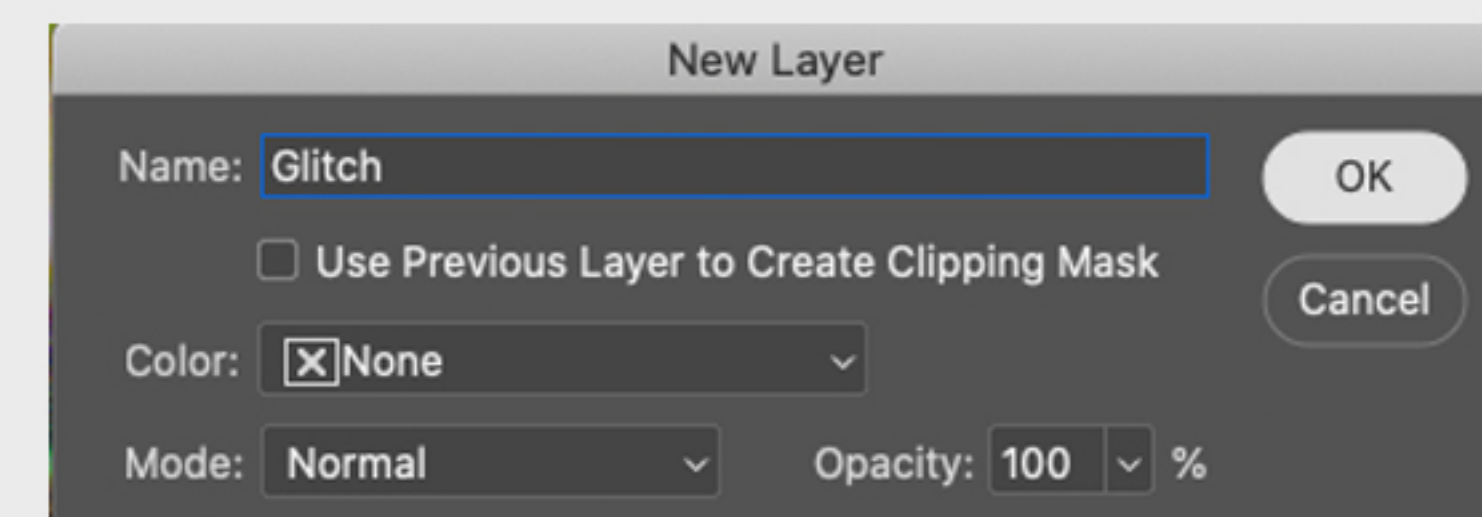 New Layer
Name: Glitch
OK
Use Previous Layer to Create Clipping Mask
Cancel
Color: None
Mode: Normal Opacity: 100 %